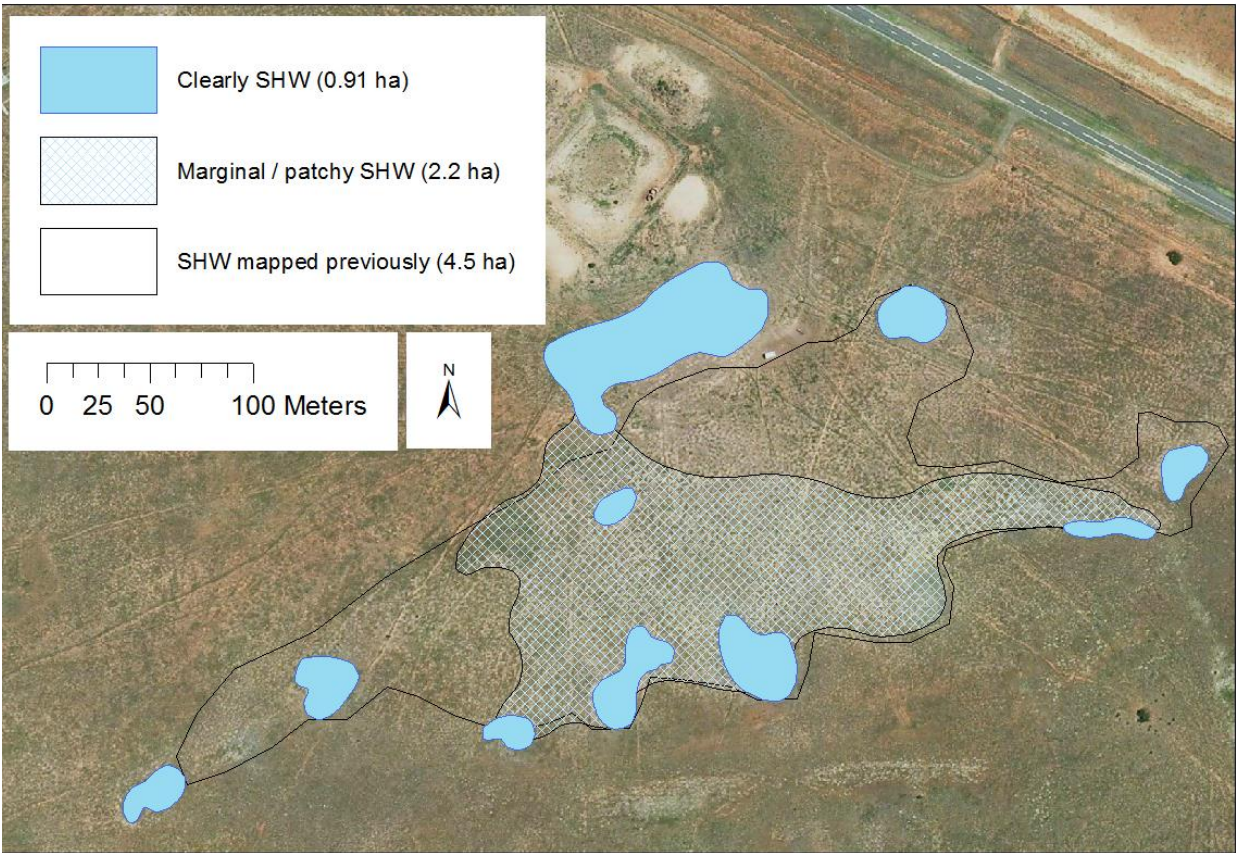 Clearly SHW (0.91 ha)
Marginal / patchy SHW (2.2 ha)
SHW mapped previously (4.5 ha)
0 25 50 100 Meters
N